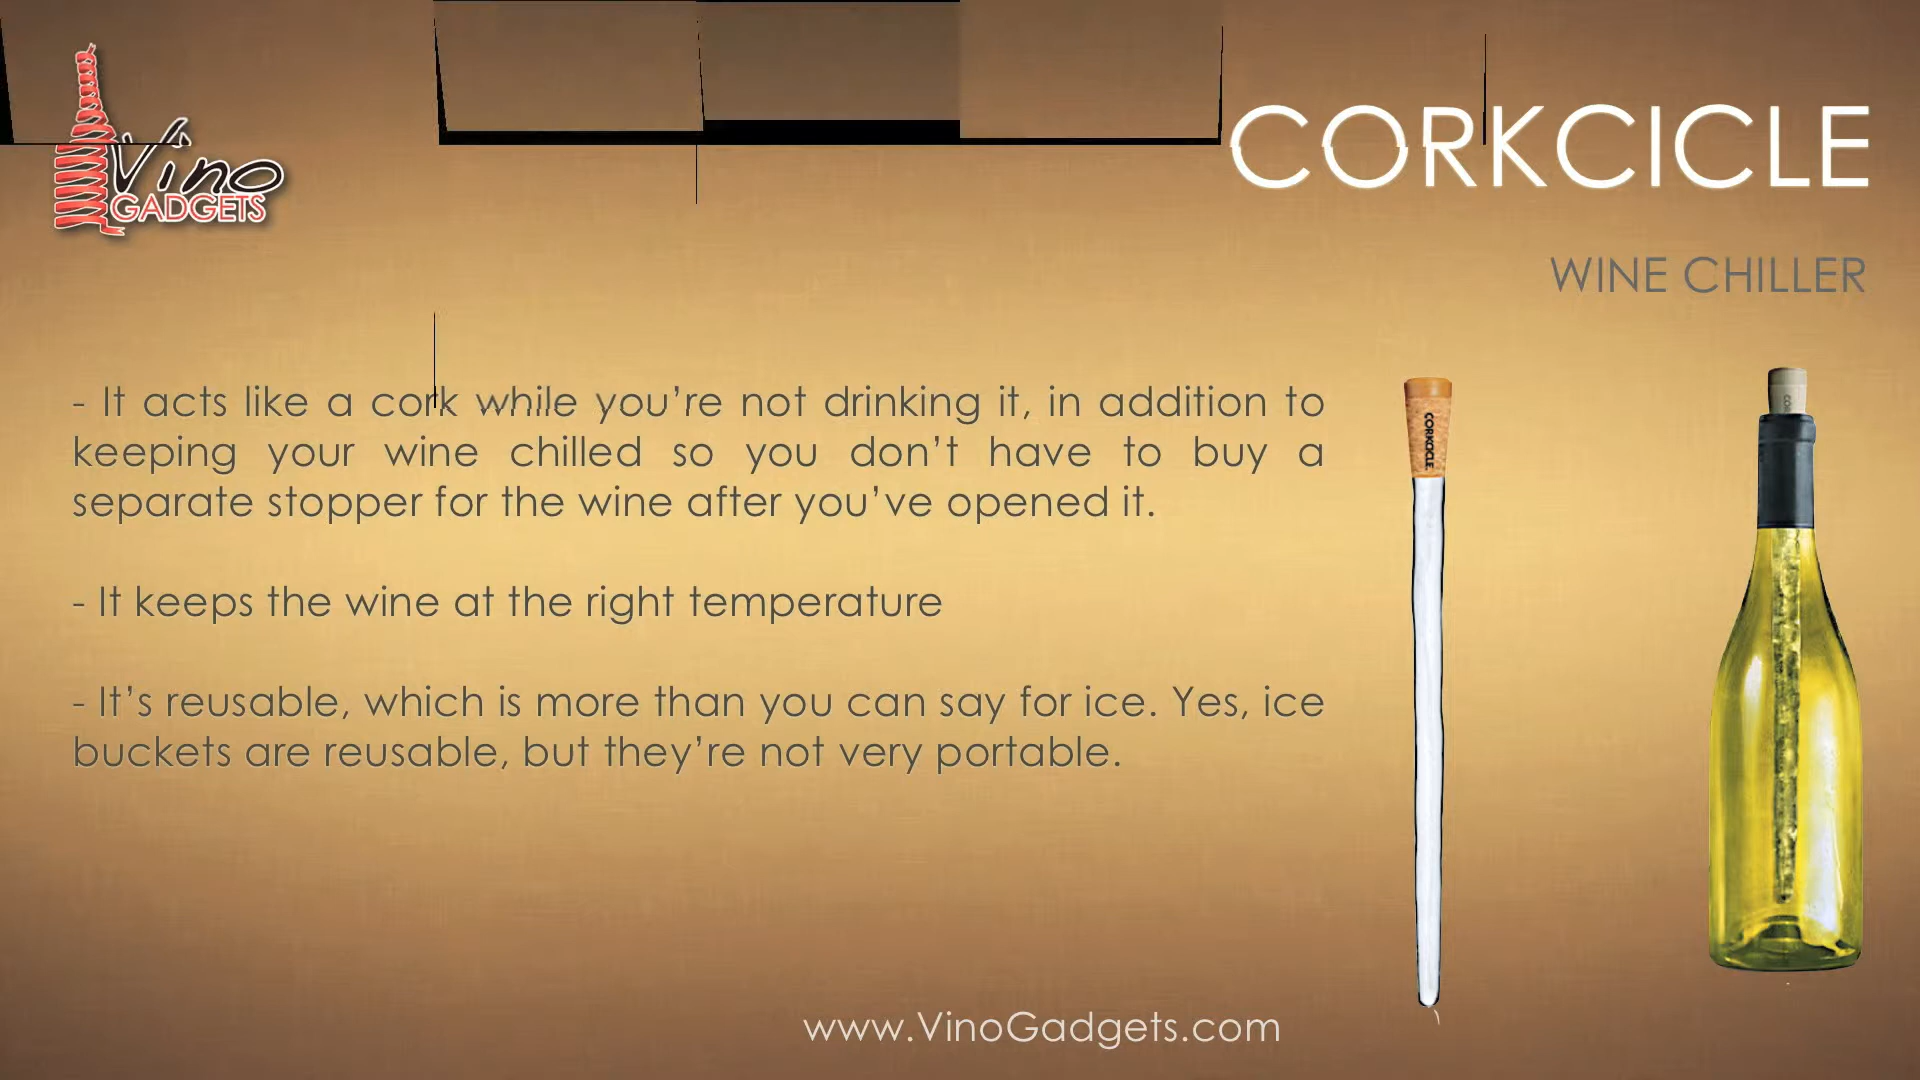 Vino
GADGETS
CORKCICLE
WINE CHILLER
- It acts like a cork while you’re not drinking it, in addition to
keeping your wine chilled so you don’t have to buy a
separate stopper for the wine after you’ve opened it.
- It keeps the wine at the right temperature
- It’s reusable, which is more than you can say for ice. Yes, ice
buckets are reusable, but they’re not very portable.
CORKCICLE.
www.VinoGadgets.com